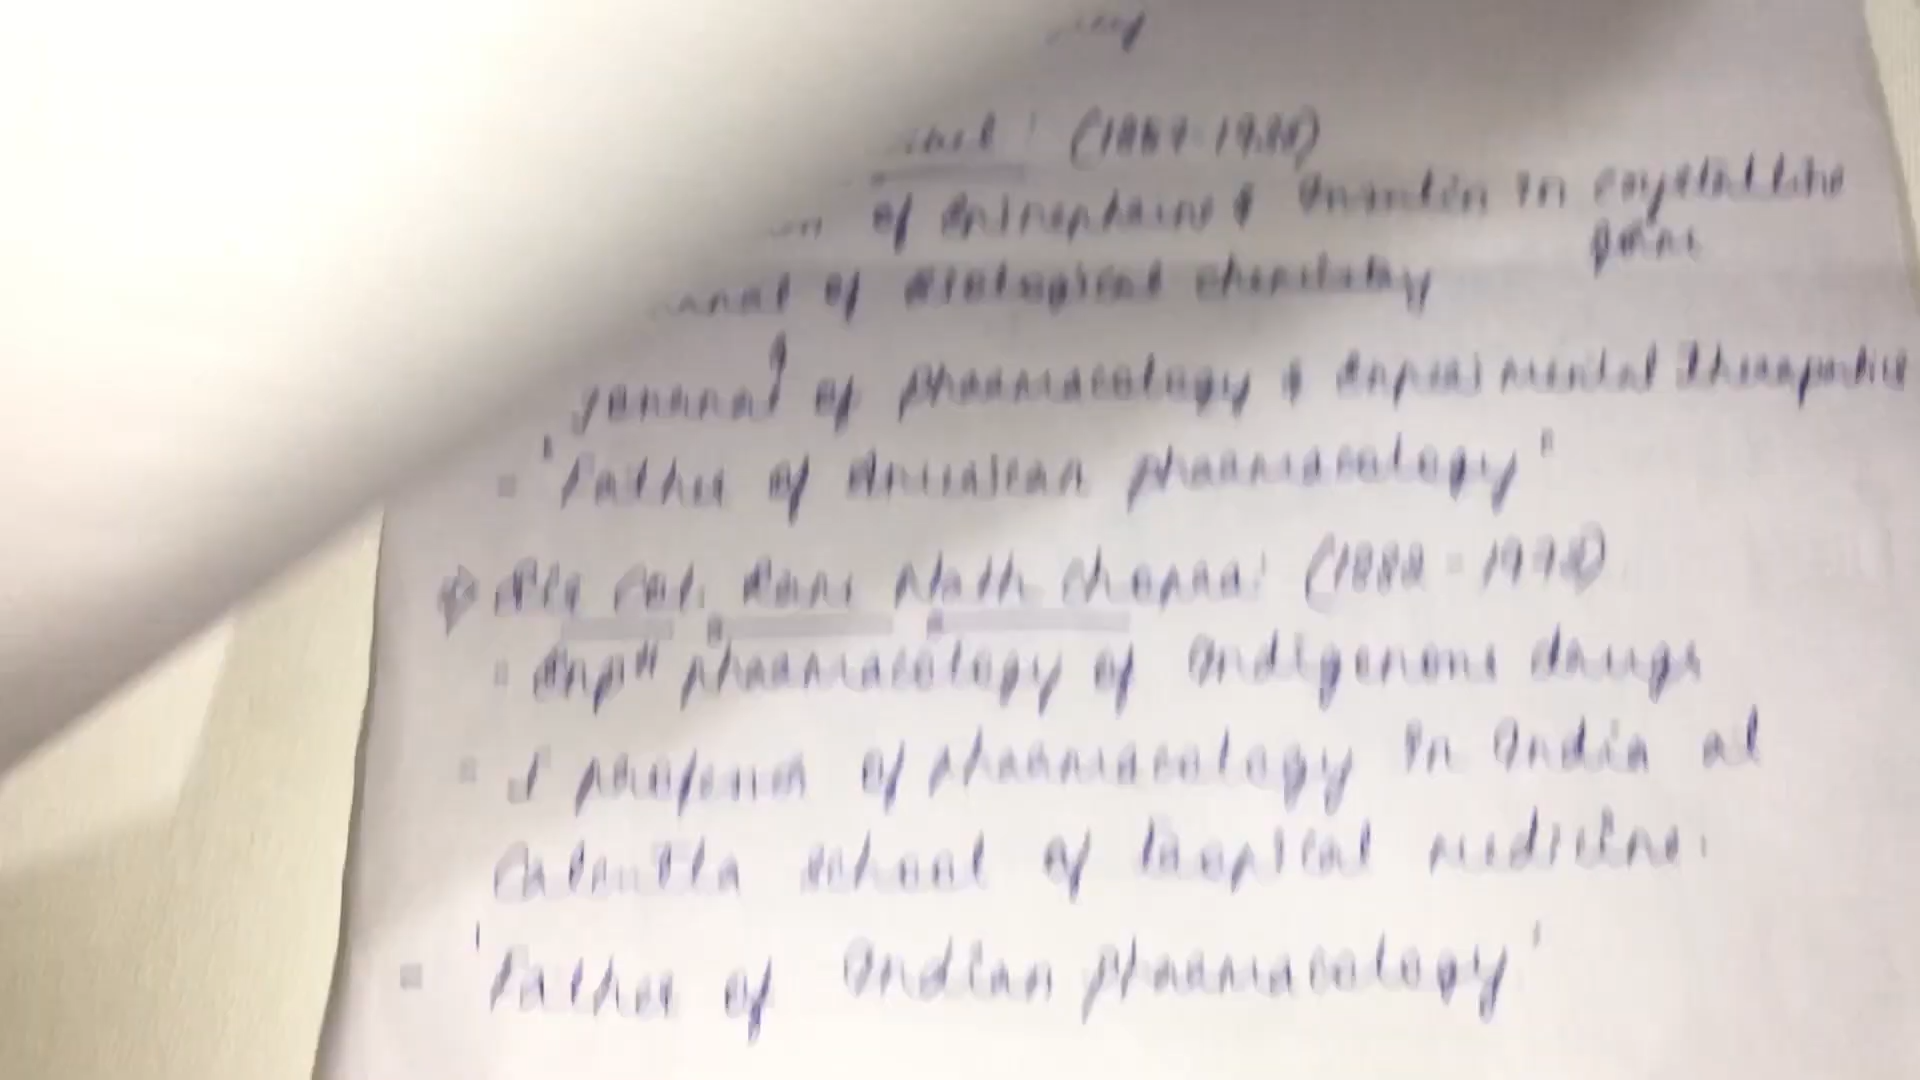 (1857-1938)
of Epinephrine & Insulin in crystalline
form
of Biological chemistry
Journal of pharmacology & Experimental Therapeutics
- 'Father of American pharmacology'
Sir Col. Ram Nath Chopra: (1882 - 1973)
- pharmacology of Indigenous drugs
- I professor of pharmacology in India at
Calcutta school of tropical medicine.
- 'Father of Indian pharmacology'